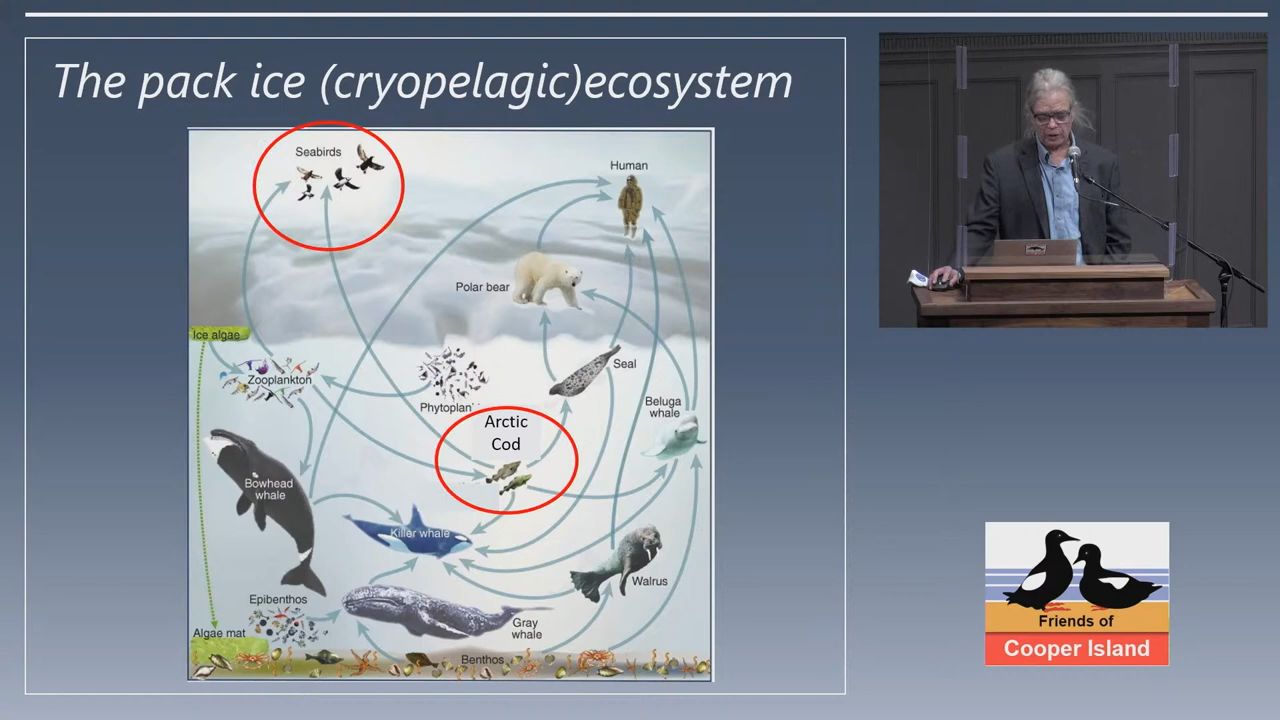 The pack ice (cryopelagic)ecosystem
Seabirds
Human
Polar bear
Ice algae
Zooplankton
Phytoplan
Seal
Beluga
whale
Arctic
Cod
Bowhead
whale
Killer whale
Walrus
Epibenthos
Gray
whale
Algae mat
Benthos
Friends of
Cooper Island